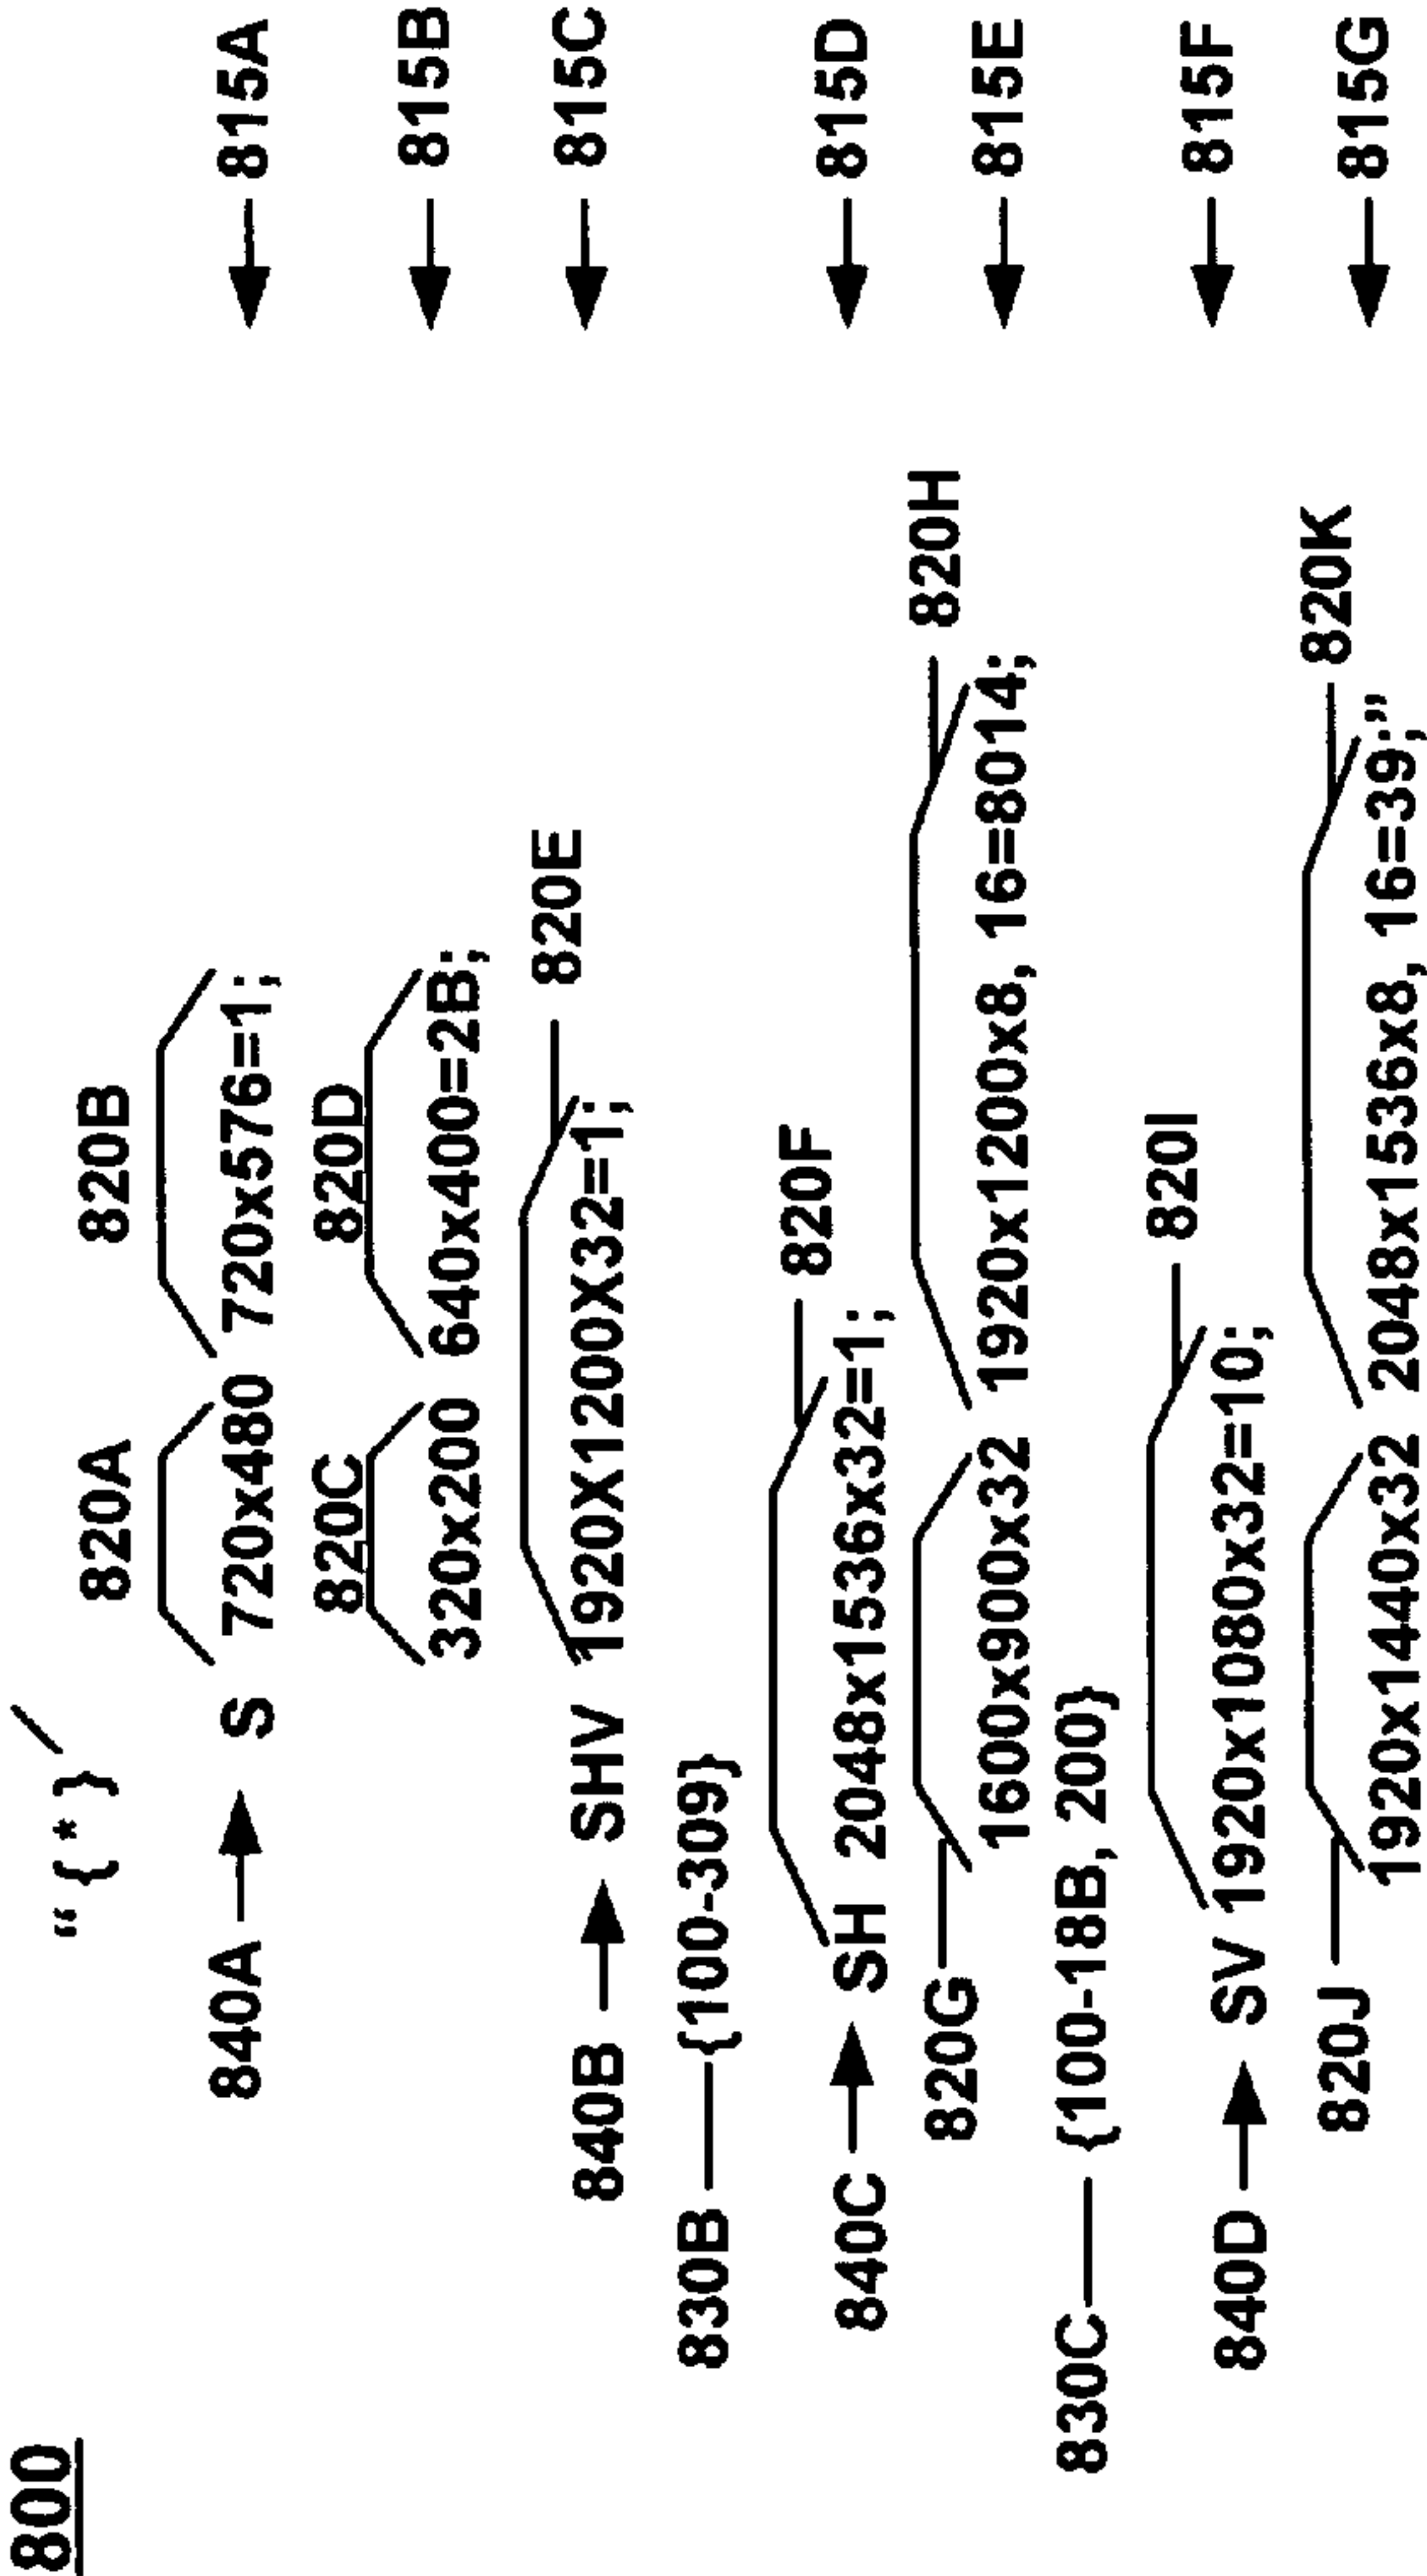 800
“ { * }
820A 820B
840A S 720x480 720x576=1; 815A
820C 820D
320x200 640x400=2B; 815B
820E
840B SHV 1920X1200X32=1; 815C
830B {100-309}
820F
840C SH 2048x1536x32=1; 815D
820G 820H
1600x900x32 1920x1200x8, 16=8014; 815E
830C {100-18B, 200}
820I
840D SV 1920x1080x32=10; 815F
820J 820K
1920x1440x32 2048x1536x8, 16=39;” 815G